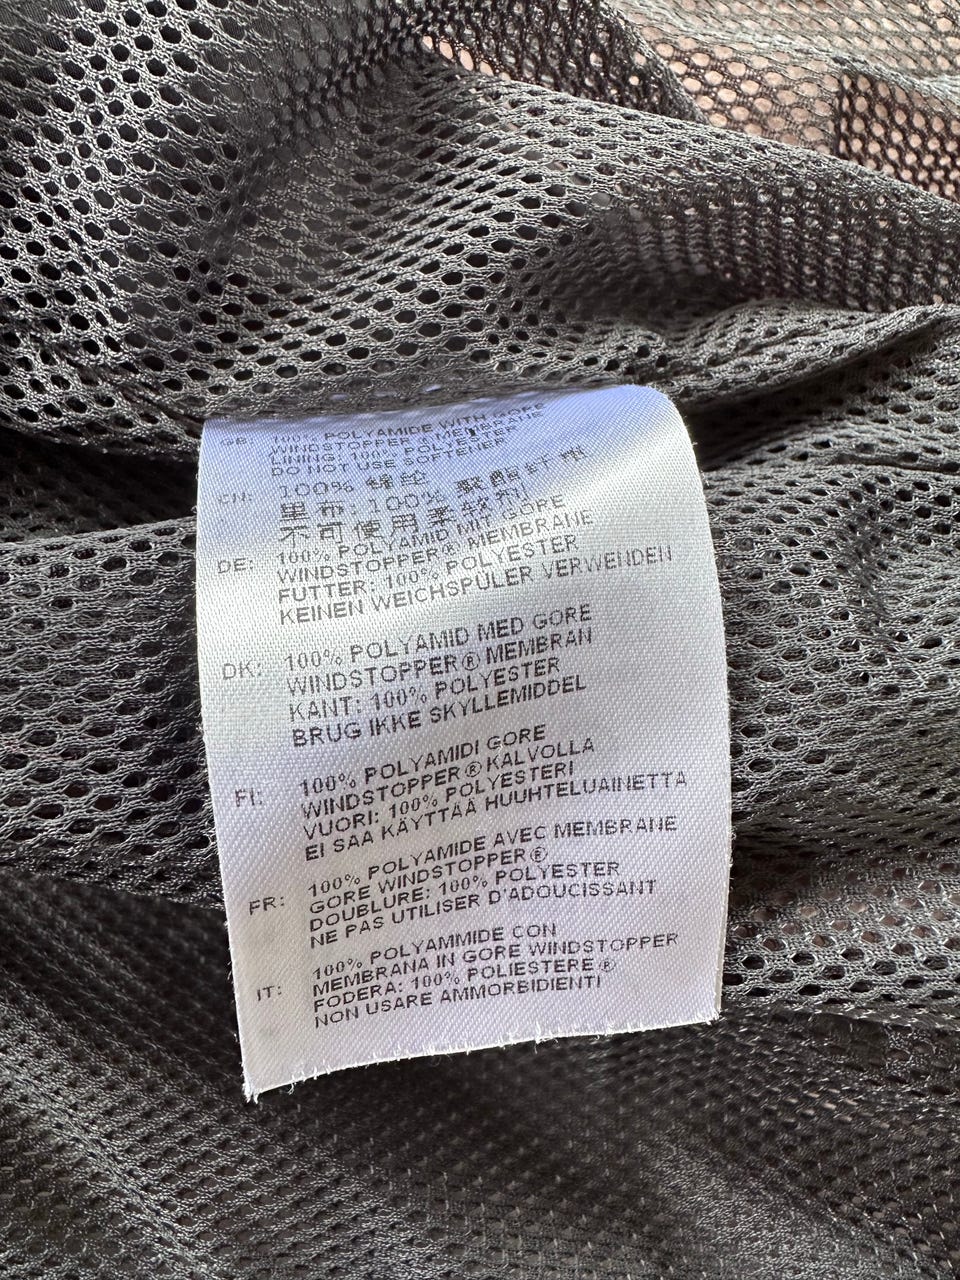 GB: 100% POLYAMIDE WITH GORE
WINDSTOPPER ® MEMBRANE
LINING: 100% POLYESTER
DO NOT USE SOFTENER
CN: 100% 锦纶
里布: 100% 聚酯纤维
不可使用柔软剂
DE: 100% POLYAMID MIT GORE
WINDSTOPPER® MEMBRANE
FUTTER: 100% POLYESTER
KEINEN WEICHSPÜLER VERWENDEN
DK: 100% POLYAMID MED GORE
WINDSTOPPER® MEMBRAN
KANT: 100% POLYESTER
BRUG IKKE SKYLLEMIDDEL
FI: 100% POLYAMIDI GORE
WINDSTOPPER® KALVOLLA
VUORI: 100% POLYESTERI
EI SAA KÄYTTÄÄ HUUHTELUAINETTA
FR: 100% POLYAMIDE AVEC MEMBRANE
GORE WINDSTOPPER®
DOUBLURE: 100% POLYESTER
NE PAS UTILISER D'ADOUCISSANT
IT: 100% POLYAMMIDE CON
MEMBRANA IN GORE WINDSTOPPER
FODERA: 100% POLIESTERE ®
NON USARE AMMORBIDIENTI